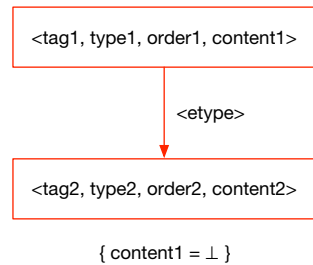 <tag1, type1, order1, content1>
<etype>
<tag2, type2, order2, content2>
{ content1 = ⊥ }